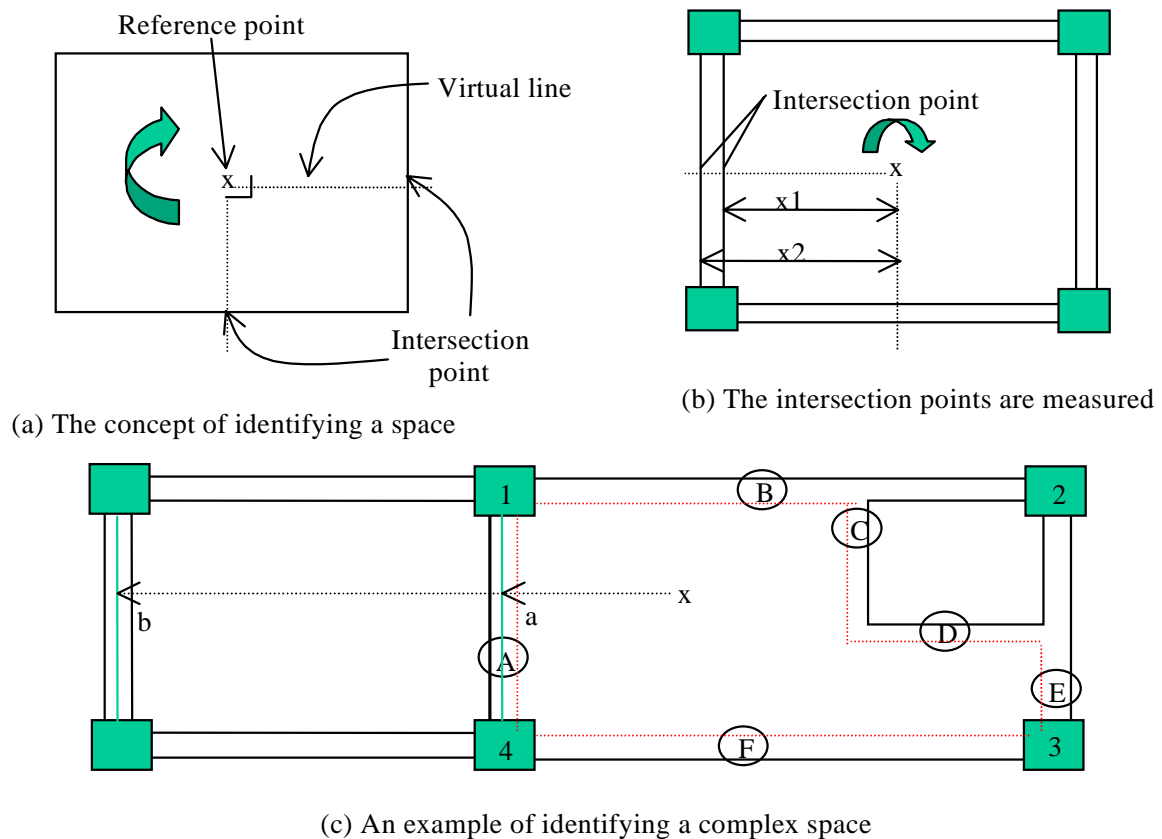 Reference point
Virtual line
x
Intersection
point
(a) The concept of identifying a space
Intersection point
x
x1
x2
(b) The intersection points are measured
1
B
2
C
x
b
a
D
A
E
4
F
3
(c) An example of identifying a complex space